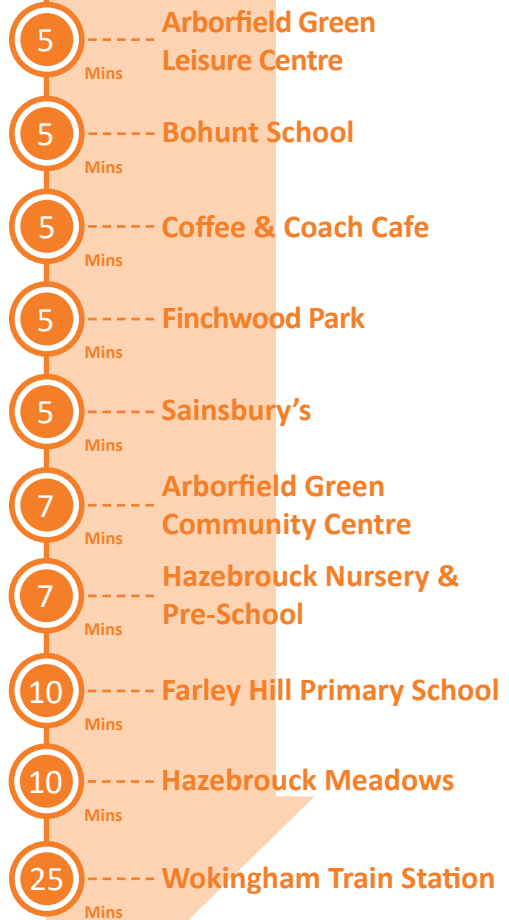 5
Mins
Arborfield Green
Leisure Centre
5
Mins
Bohunt School
5
Mins
Coffee & Coach Cafe
5
Mins
Finchwood Park
5
Mins
Sainsbury's
7
Mins
Arborfield Green
Community Centre
7
Mins
Hazebrouck Nursery &
Pre-School
10
Mins
Farley Hill Primary School
10
Mins
Hazebrouck Meadows
25
Mins
Wokingham Train Station